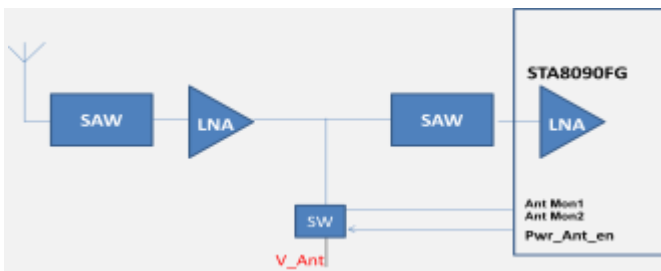 STA8090FG
SAW
LNA
SAW
LNA
Ant Mon1
Ant Mon2
SW
Pwr_Ant_en
V_Ant